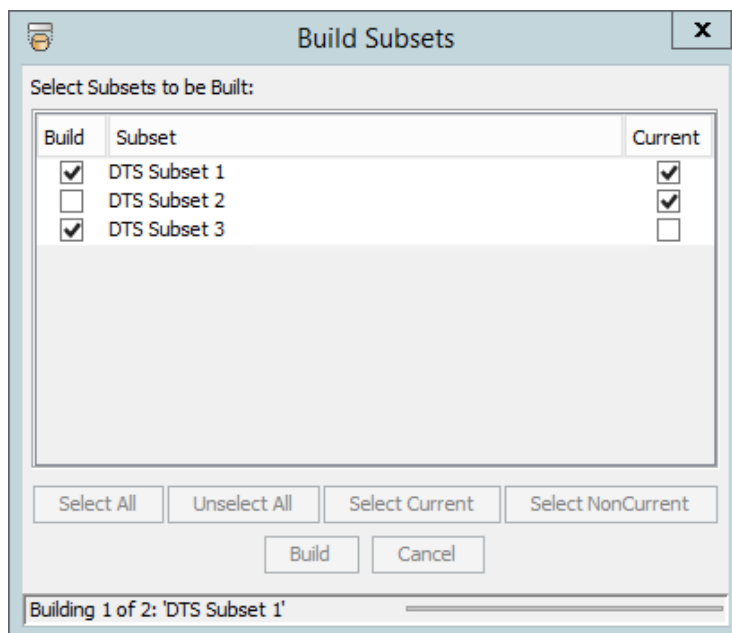 Build Subsets
x
Select Subsets to be Built:
Build Subset Current
DTS Subset 1
DTS Subset 2
DTS Subset 3
Select All Unselect All Select Current Select NonCurrent
Build Cancel
Building 1 of 2: 'DTS Subset 1'